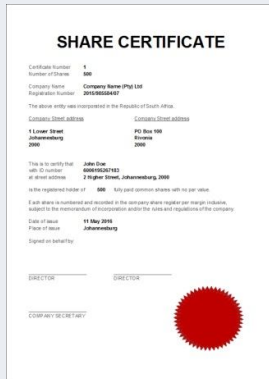 SHARE CERTIFICATE
Certificate Number 1
Number of Shares 500
Company Name Company Name (Pty) Ltd
Registration Number 2015/005584/07
The above entity was incorporated in the Republic of South Africa.
Company Street address Company Street address
1 Lower Street PO Box 100
Johannesburg Rivonia
2000 2000
This is to certify that John Doe
with ID number
at street address 2 Higher Street, Johannesburg, 2000
is the registered holder of 500 fully paid common shares with no par value.
Each share is numbered and recorded in the company share register per margin inclusive,
subject to the memorandum of incorporation and/or the rules and regulations of the company.
Date of issue 11 May 2016
Place of issue Johannesburg
Signed on behalf by:
DIRECTOR DIRECTOR
COMPANY SECRETARY